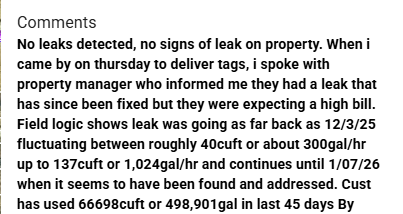 Comments
No leaks detected, no signs of leak on property. When i
came by on thursday to deliver tags, i spoke with
property manager who informed me they had a leak that
has since been fixed but they were expecting a high bill.
Field logic shows leak was going as far back as 12/3/25
fluctuating between roughly 40cuft or about 300gal/hr
up to 137cuft or 1,024gal/hr and continues until 1/07/26
when it seems to have been found and addressed. Cust
has used 66698cuft or 498,901gal in last 45 days By